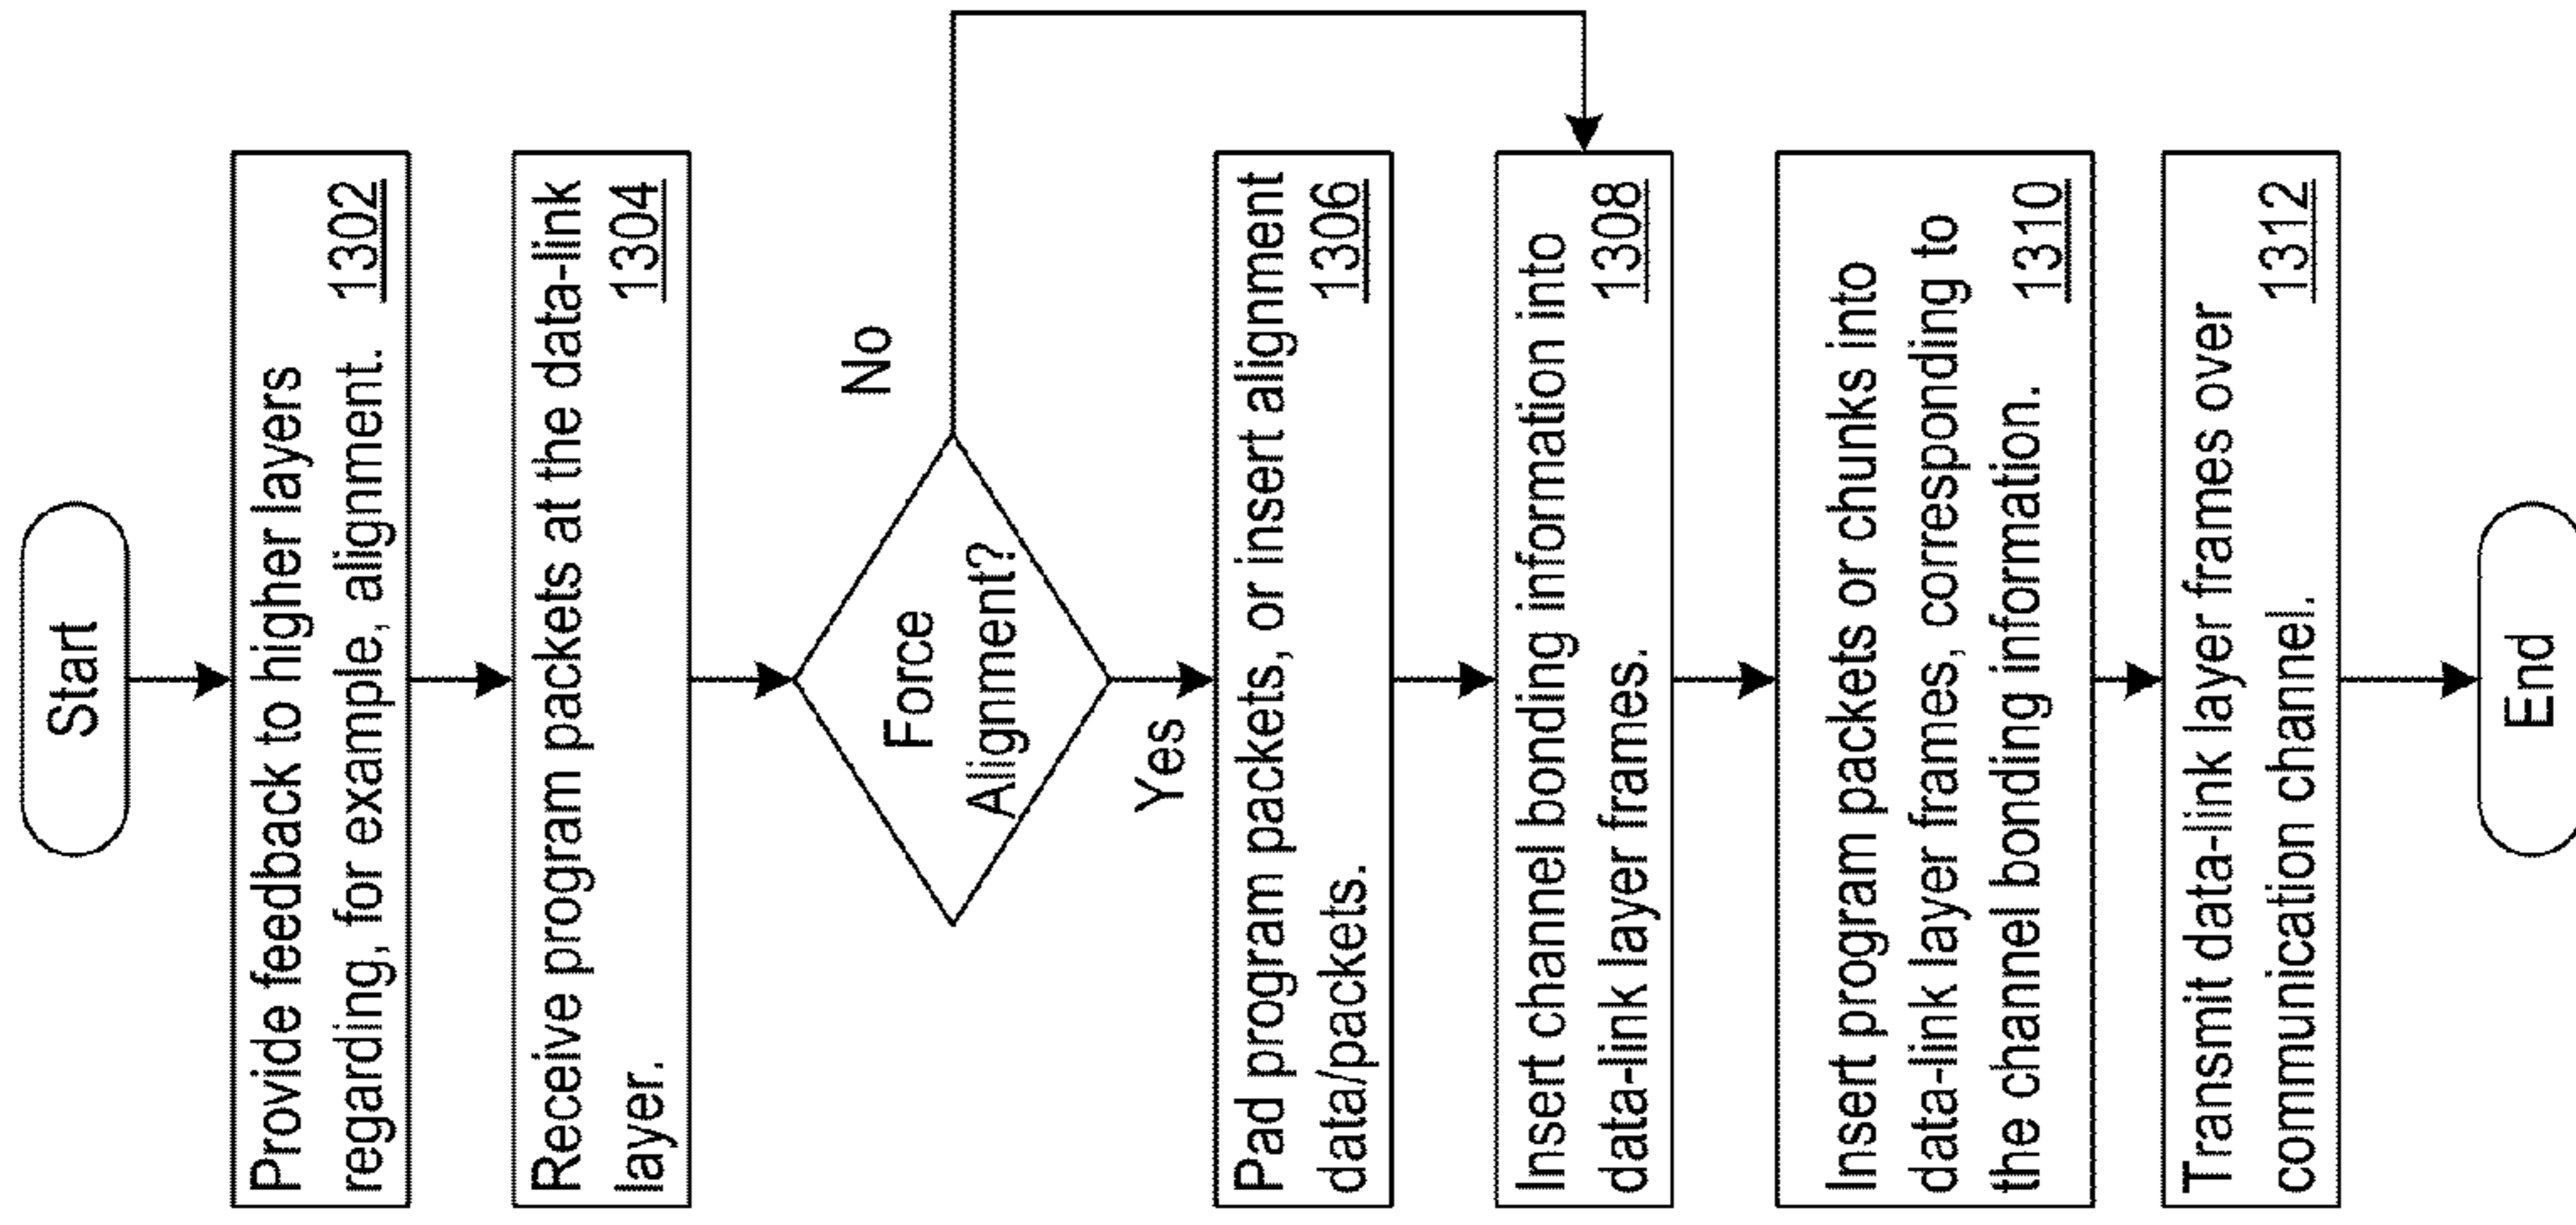 Start
Provide feedback to higher layers
regarding, for example, alignment. 1302
Receive program packets at the data-link
layer. 1304
Force
Alignment?
No
Yes
Pad program packets, or insert alignment
data/packets. 1306
Insert channel bonding information into
data-link layer frames. 1308
Insert program packets or chunks into
data-link layer frames, corresponding to
the channel bonding information. 1310
Transmit data-link layer frames over
communication channel. 1312
End